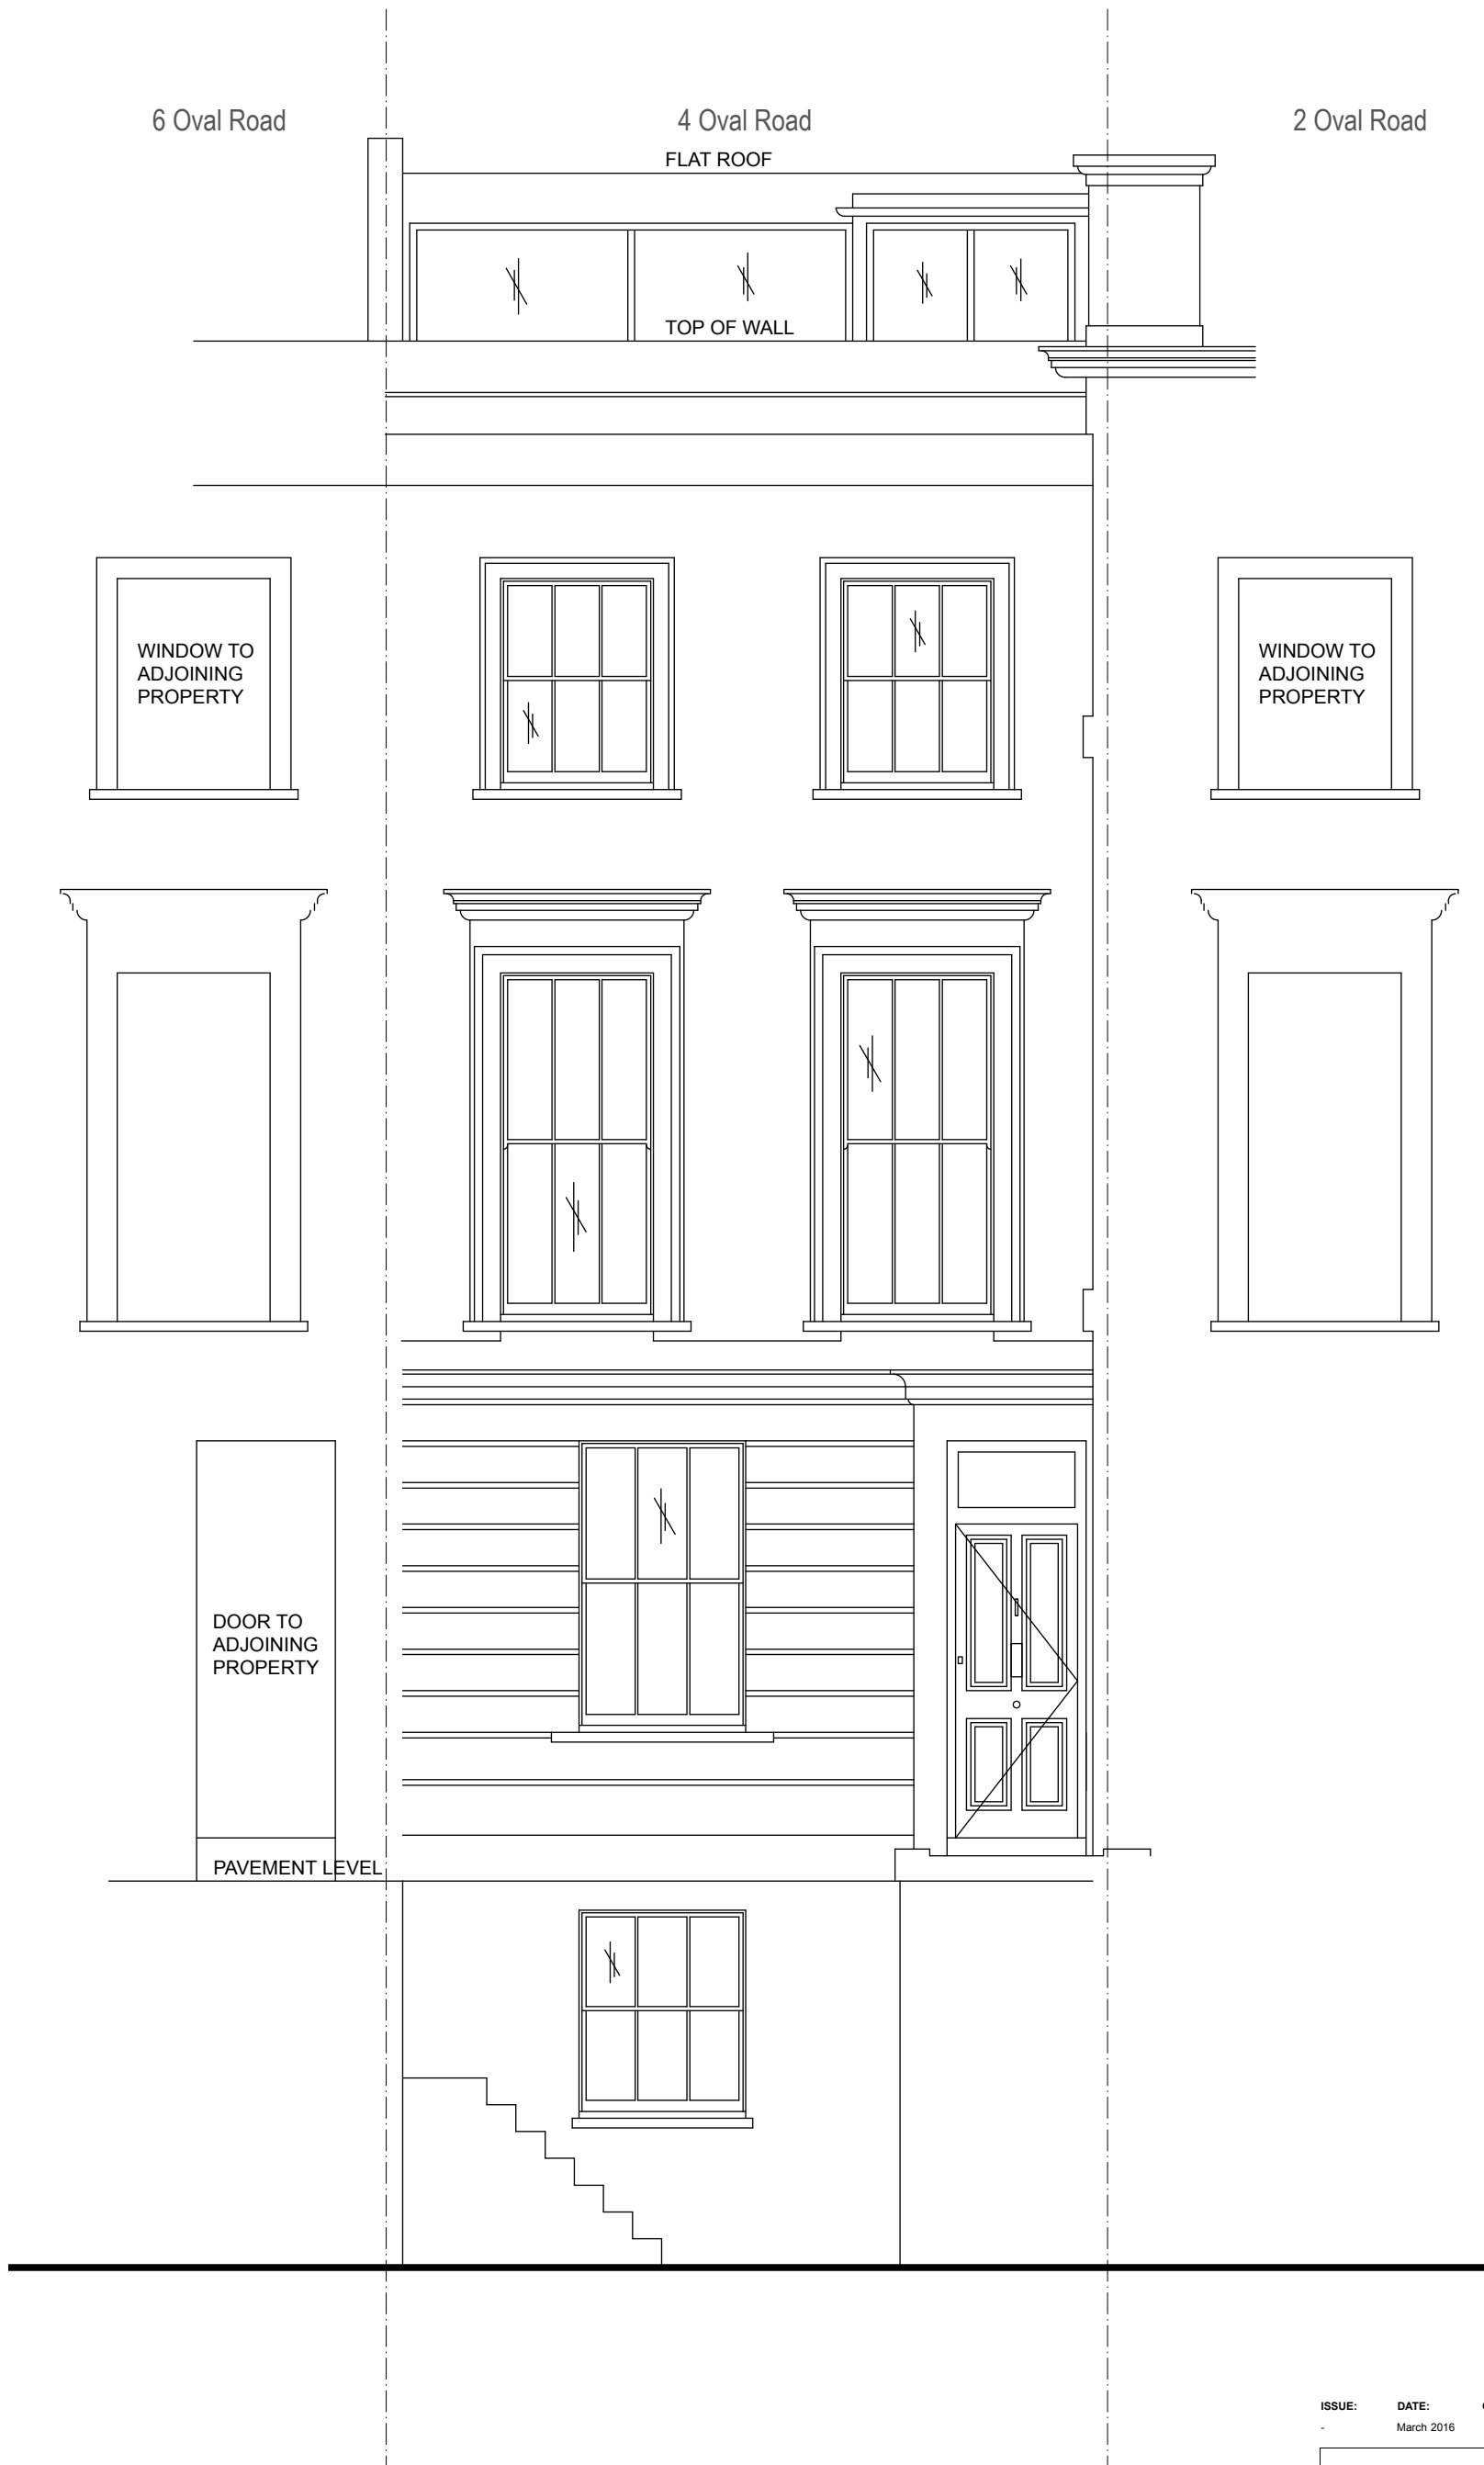 6 Oval Road
4 Oval Road
2 Oval Road
FLAT ROOF
TOP OF WALL
WINDOW TO
ADJOINING
PROPERTY
WINDOW TO
ADJOINING
PROPERTY
DOOR TO
ADJOINING
PROPERTY
PAVEMENT LEVEL
ISSUE:
DATE:
-
March 2016